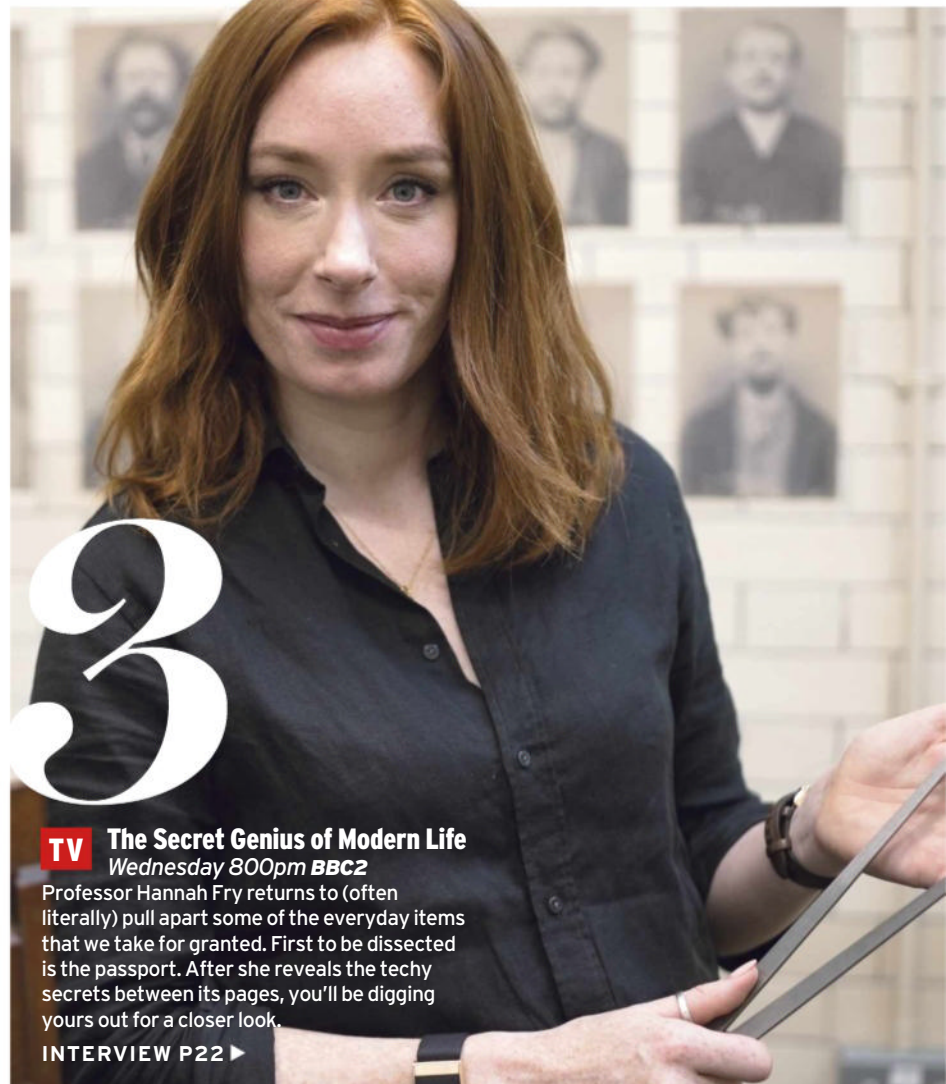 3
TV The Secret Genius of Modern Life
Wednesday 800pm BBC2
Professor Hannah Fry returns to (often
literally) pull apart some of the everyday items
that we take for granted. First to be dissected
is the passport. After she reveals the techy
secrets between its pages, you'll be digging
yours out for a closer look.
INTERVIEW P22 ▶